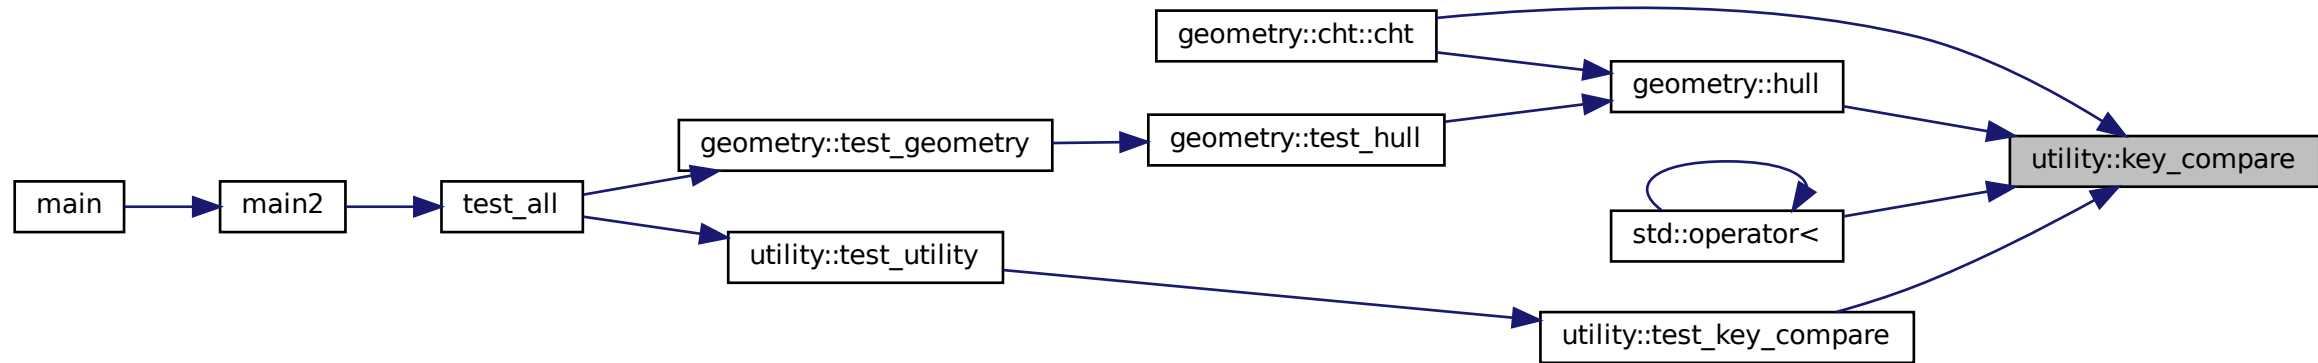 geometry::cht::cht
geometry::hull
geometry::test_geometry
geometry::test_hull
utility::key_compare
main
main2
test_all
std::operator<
utility::test_utility
utility::test_key_compare